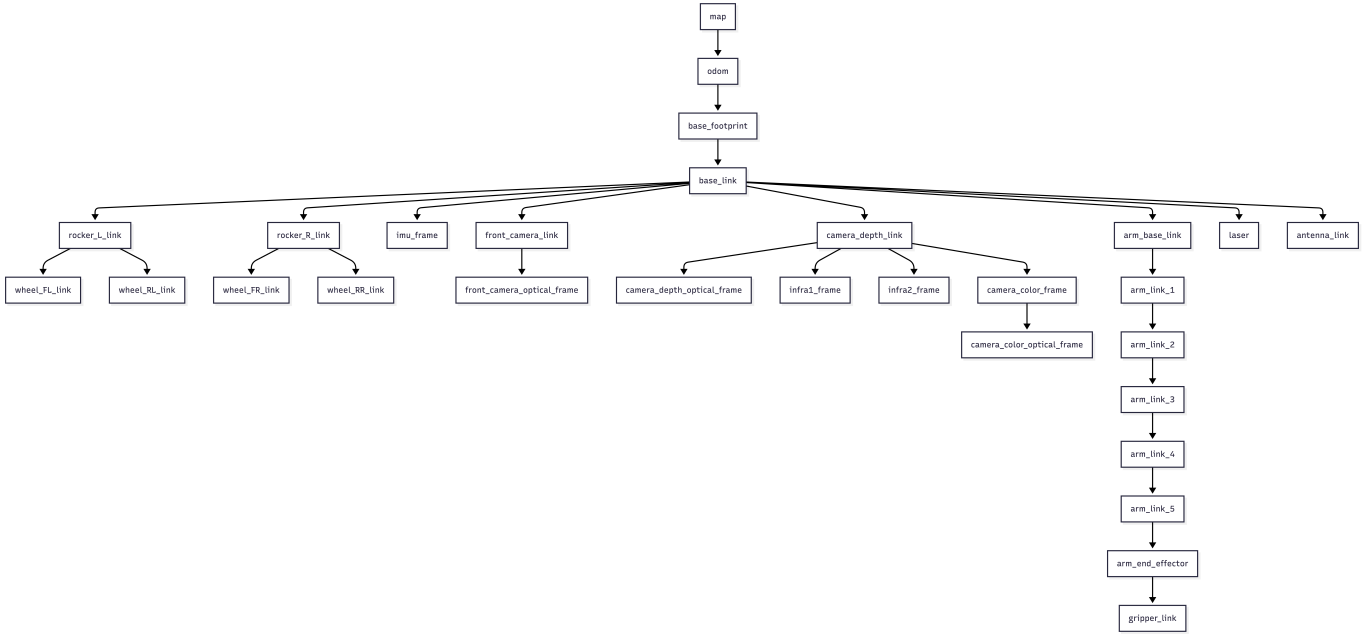 map
odom
base_footprint
base_link
rocker_L_link
rocker_R_link
imu_frame
front_camera_link
camera_depth_link
arm_base_link
laser
antenna_link
wheel_FL_link
wheel_RL_link
wheel_FR_link
wheel_RR_link
front_camera_optical_frame
camera_depth_optical_frame
infra1_frame
infra2_frame
camera_color_frame
arm_link_1
camera_color_optical_frame
arm_link_2
arm_link_3
arm_link_4
arm_link_5
arm_end_effector
gripper_link